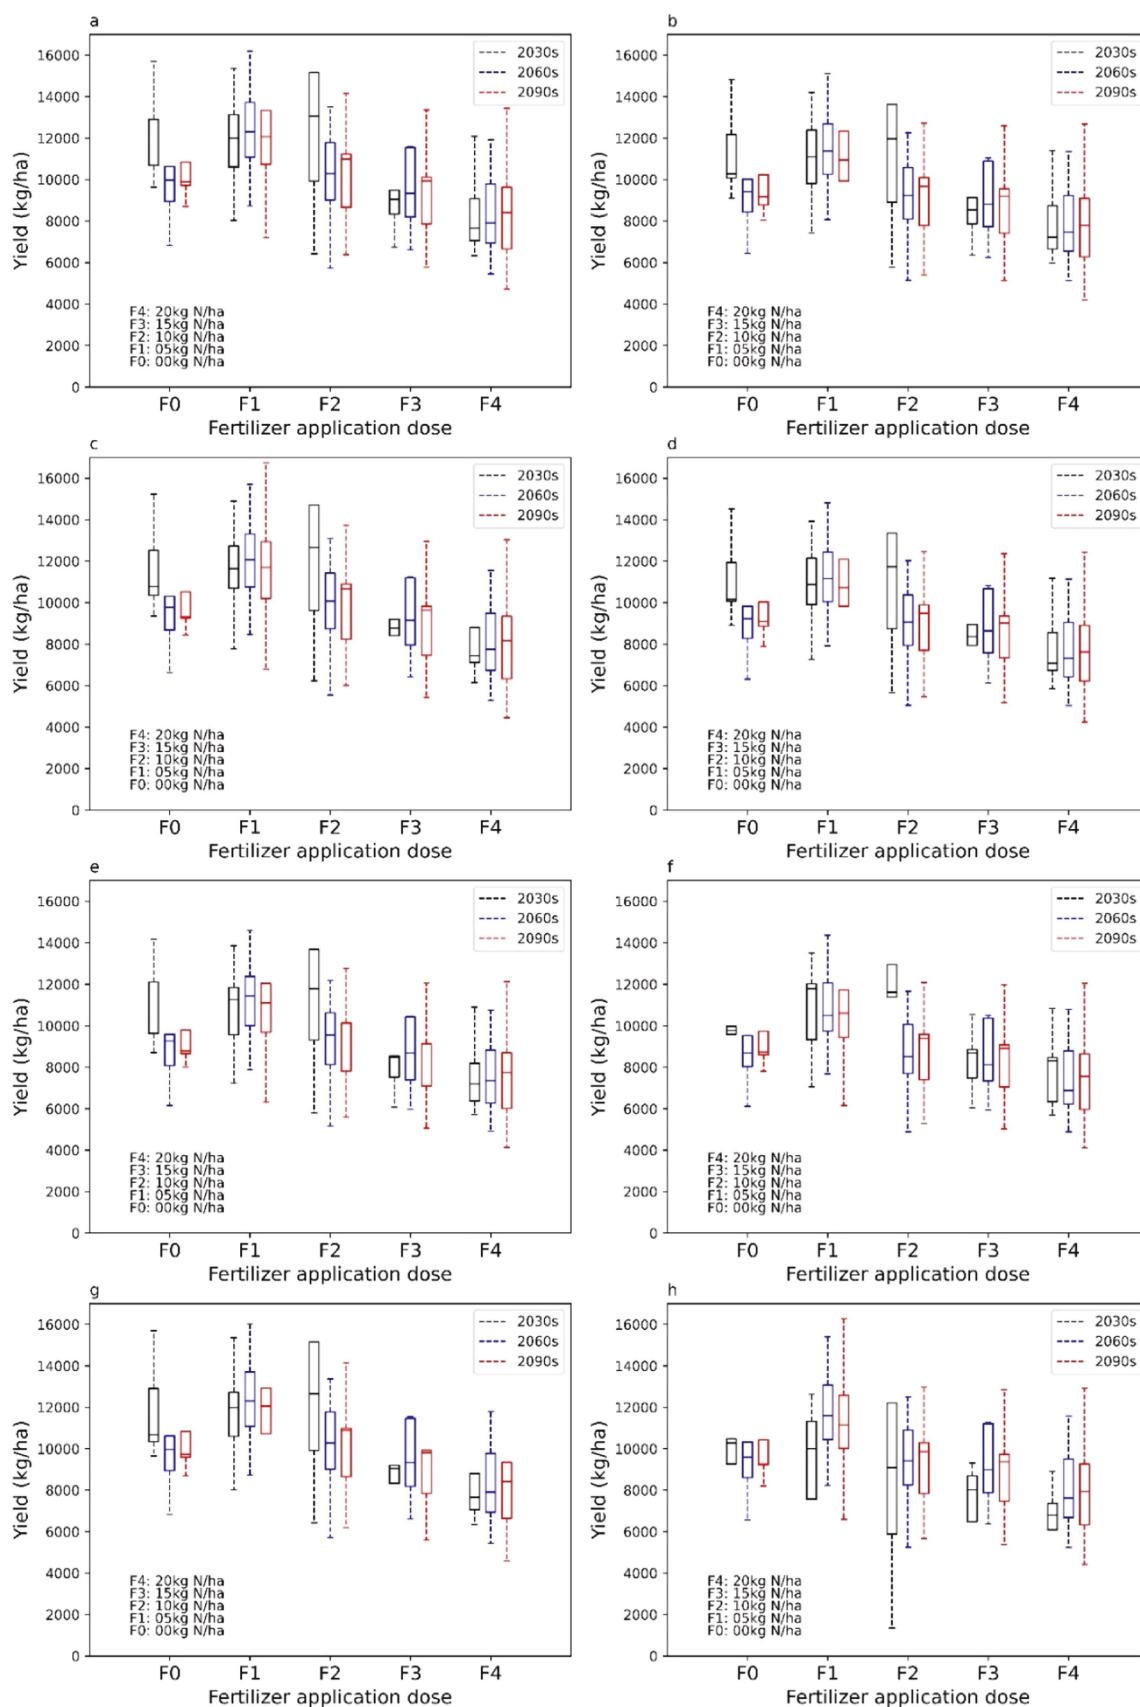 a
16000
14000
12000
10000
8000
6000
4000
2000
0
Yield (kg/ha)
2030s
2060s
2090s
F4: 20kg N/ha
F3: 15kg N/ha
F2: 10kg N/ha
F1: 05kg N/ha
F0: 00kg N/ha
F0 F1 F2 F3 F4
Fertilizer application dose
b
16000
14000
12000
10000
8000
6000
4000
2000
0
Yield (kg/ha)
2030s
2060s
2090s
F4: 20kg N/ha
F3: 15kg N/ha
F2: 10kg N/ha
F1: 05kg N/ha
F0: 00kg N/ha
F0 F1 F2 F3 F4
Fertilizer application dose
c
16000
14000
12000
10000
8000
6000
4000
2000
0
Yield (kg/ha)
2030s
2060s
2090s
F4: 20kg N/ha
F3: 15kg N/ha
F2: 10kg N/ha
F1: 05kg N/ha
F0: 00kg N/ha
F0 F1 F2 F3 F4
Fertilizer application dose
d
16000
14000
12000
10000
8000
6000
4000
2000
0
Yield (kg/ha)
2030s
2060s
2090s
F4: 20kg N/ha
F3: 15kg N/ha
F2: 10kg N/ha
F1: 05kg N/ha
F0: 00kg N/ha
F0 F1 F2 F3 F4
Fertilizer application dose
e
16000
14000
12000
10000
8000
6000
4000
2000
0
Yield (kg/ha)
2030s
2060s
2090s
F4: 20kg N/ha
F3: 15kg N/ha
F2: 10kg N/ha
F1: 05kg N/ha
F0: 00kg N/ha
F0 F1 F2 F3 F4
Fertilizer application dose
f
16000
14000
12000
10000
8000
6000
4000
2000
0
Yield (kg/ha)
2030s
2060s
2090s
F4: 20kg N/ha
F3: 15kg N/ha
F2: 10kg N/ha
F1: 05kg N/ha
F0: 00kg N/ha
F0 F1 F2 F3 F4
Fertilizer application dose
g
16000
14000
12000
10000
8000
6000
4000
2000
0
Yield (kg/ha)
2030s
2060s
2090s
F4: 20kg N/ha
F3: 15kg N/ha
F2: 10kg N/ha
F1: 05kg N/ha
F0: 00kg N/ha
F0 F1 F2 F3 F4
Fertilizer application dose
h
16000
14000
12000
10000
8000
6000
4000
2000
0
Yield (kg/ha)
2030s
2060s
2090s
F4: 20kg N/ha
F3: 15kg N/ha
F2: 10kg N/ha
F1: 05kg N/ha
F0: 00kg N/ha
F0 F1 F2 F3 F4
Fertilizer application dose